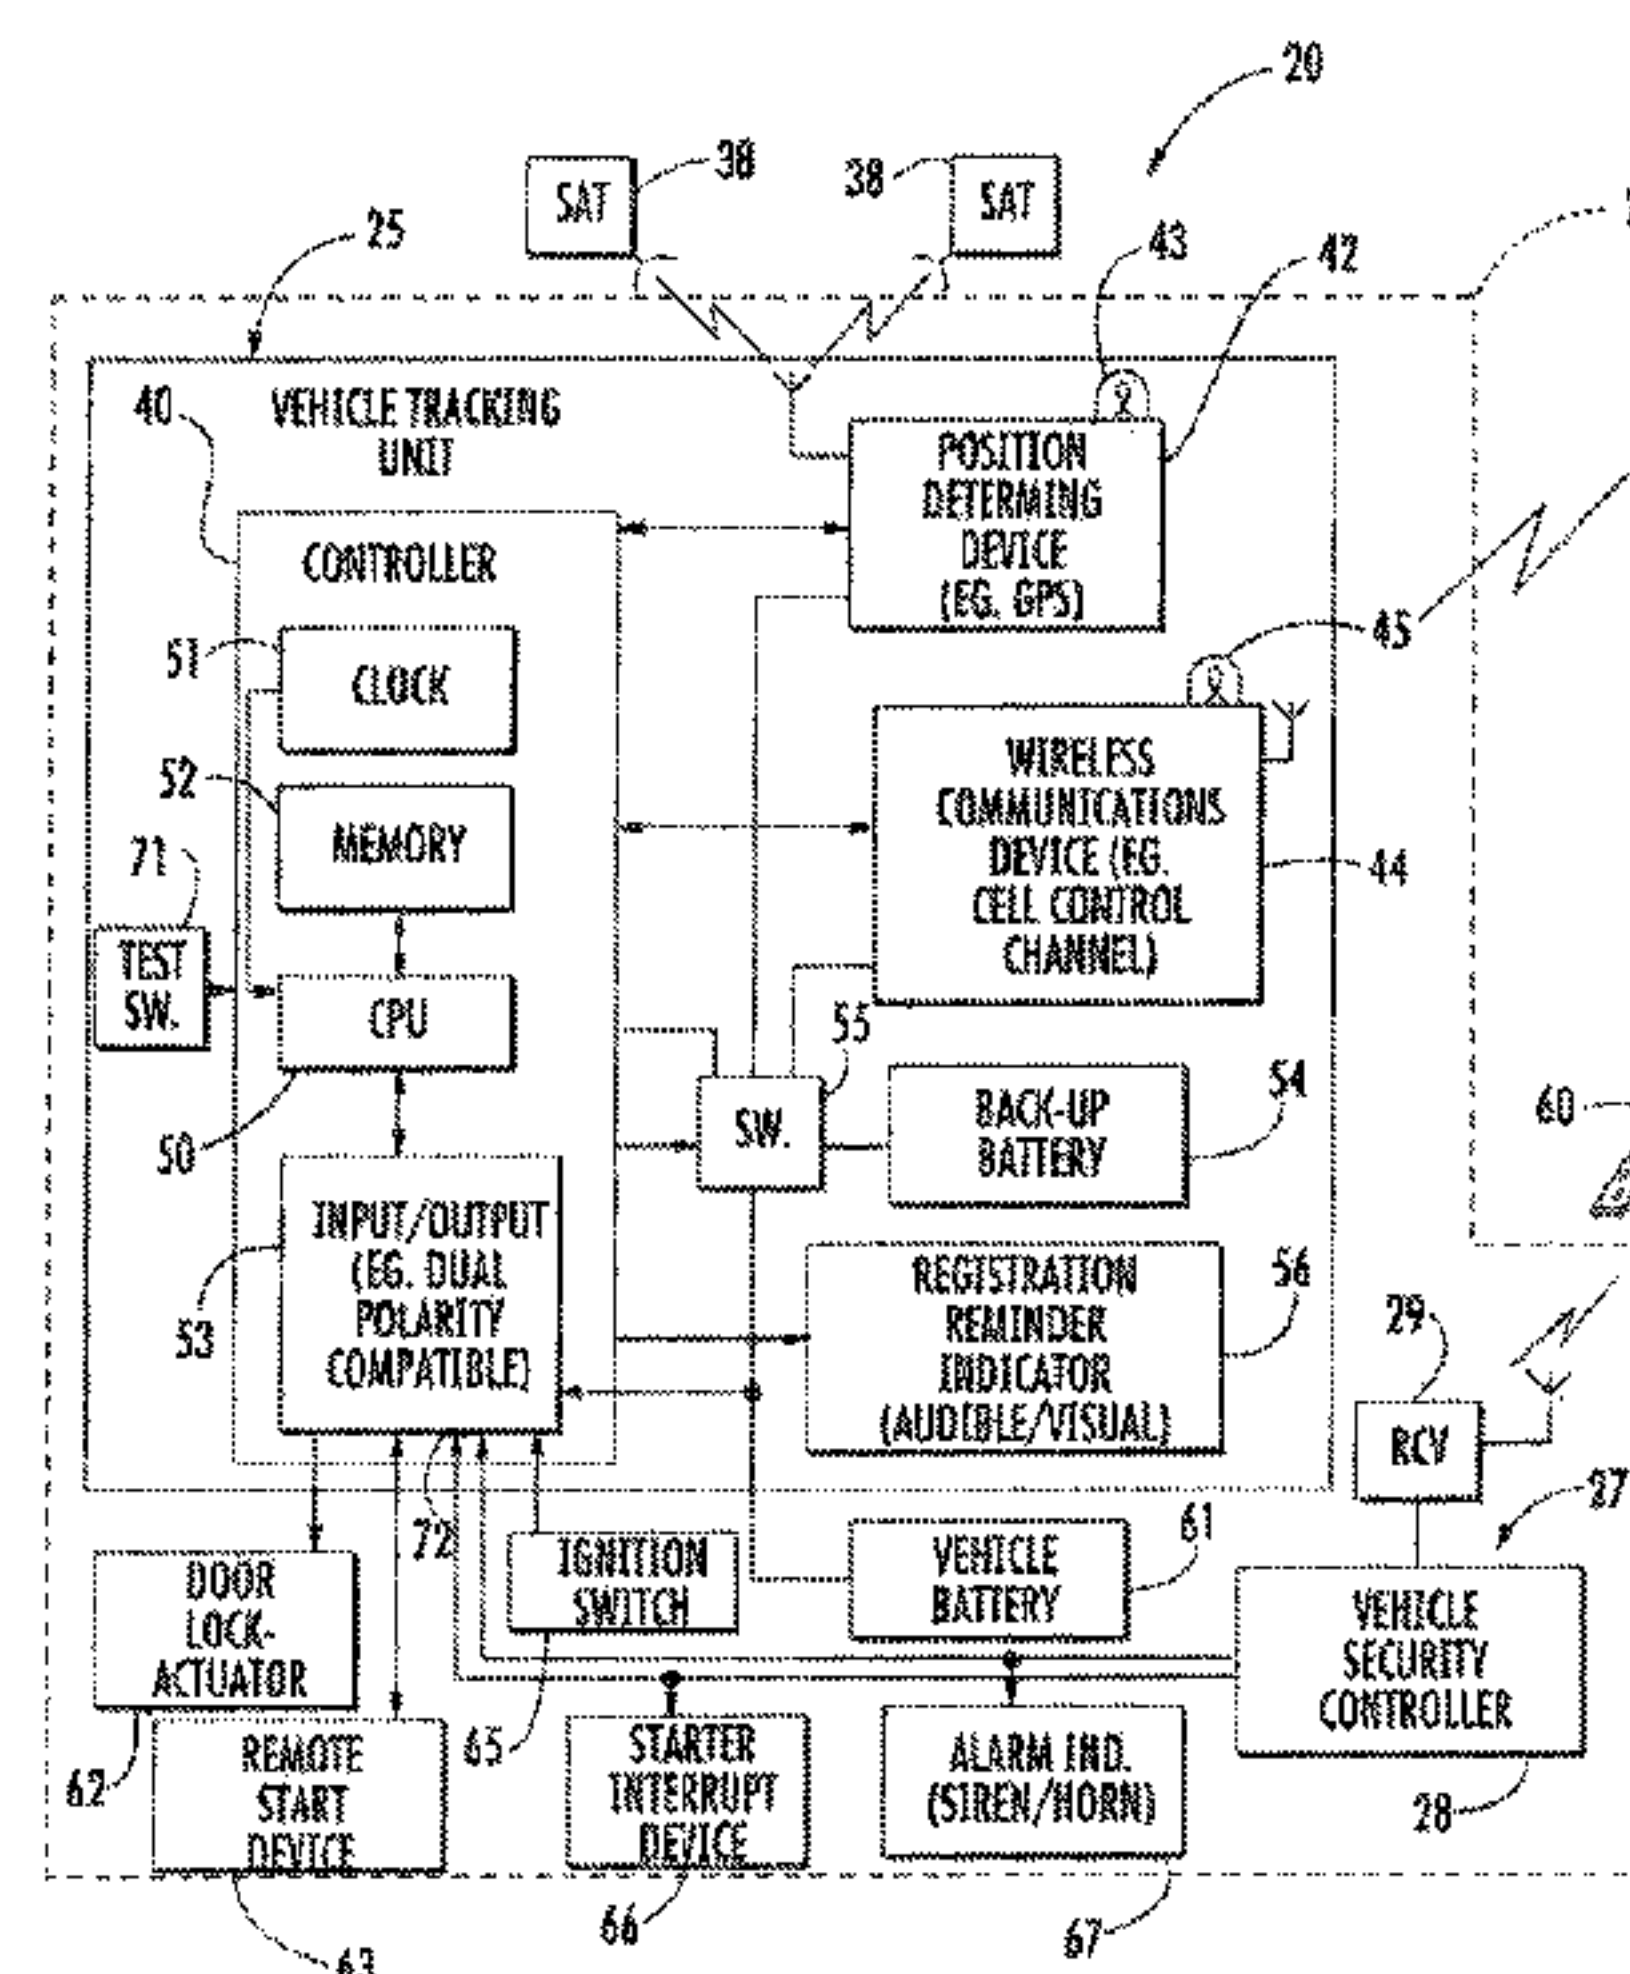 20
SAT
38
38
SAT
25
43
42
40
VEHICLE TRACKING
UNIT
POSITION
DETERMING
DEVICE
(EG. GPS)
CONTROLLER
51
CLOCK
45
52
MEMORY
WIRELESS
COMMUNICATIONS
DEVICE (EG.
CELL CONTROL
CHANNEL)
44
71
TEST
SW.
CPU
50
55
SW.
BACK-UP
BATTERY
54
60
INPUT/OUTPUT
(EG. DUAL
POLARITY
COMPATIBLE)
53
REGISTRATION
REMINDER
INDICATOR
(AUDIBLE/VISUAL)
56
29
RCV
27
72
IGNITION
SWITCH
VEHICLE
BATTERY
61
DOOR
LOCK-
ACTUATOR
VEHICLE
SECURITY
CONTROLLER
62
REMOTE
START
DEVICE
65
STARTER
INTERRUPT
DEVICE
ALARM IND.
(SIREN/HORN)
28
63
66
67